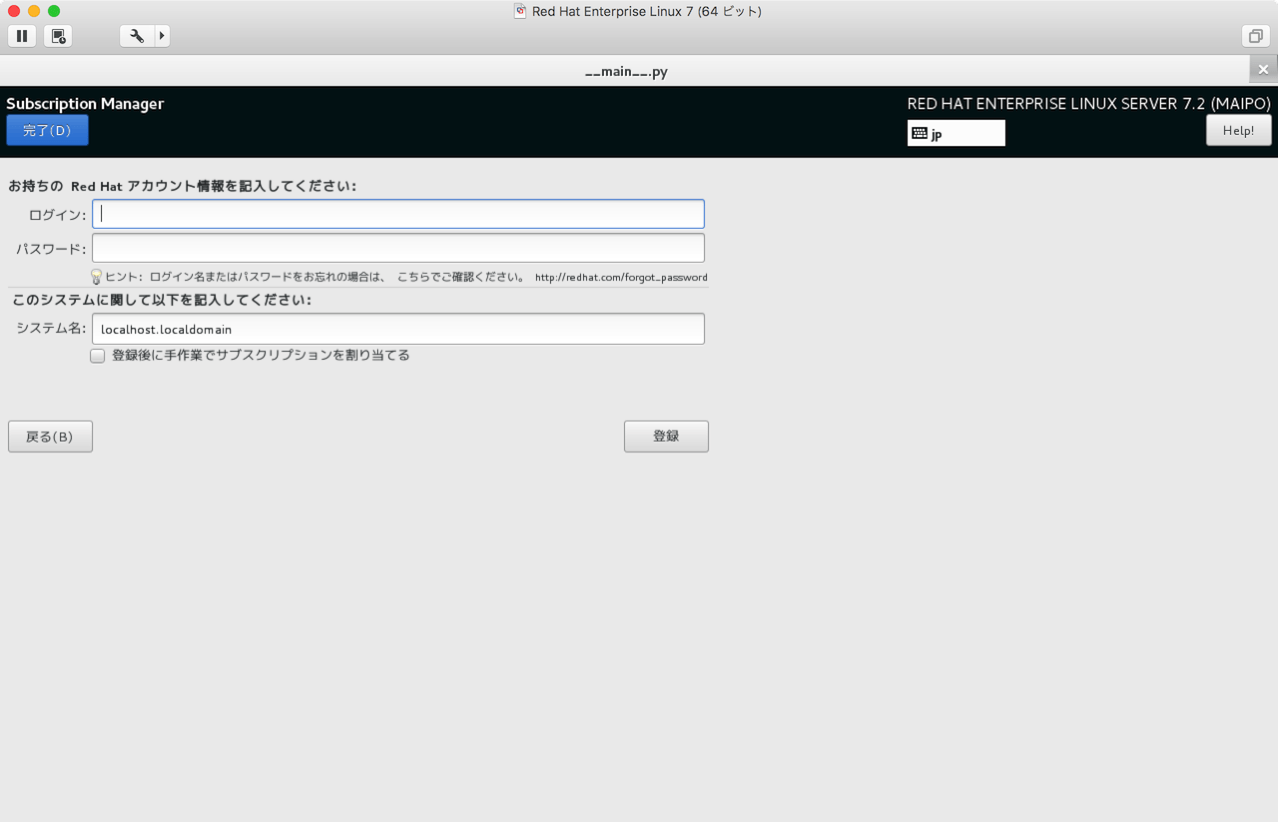 Red Hat Enterprise Linux 7 (64 ビット)
__main__.py
Subscription Manager
RED HAT ENTERPRISE LINUX SERVER 7.2 (MAIPO)
完了(D)
jp
Help!
お持ちの Red Hat アカウント情報を記入してください:
ログイン:
パスワード:
ヒント: ログイン名またはパスワードをお忘れの場合は、 こちらでご確認ください。 http://redhat.com/forgot_password
このシステムに関して以下を記入してください:
システム名: localhost.localdomain
登録後に手作業でサブスクリプションを割り当てる
戻る(B)
登録